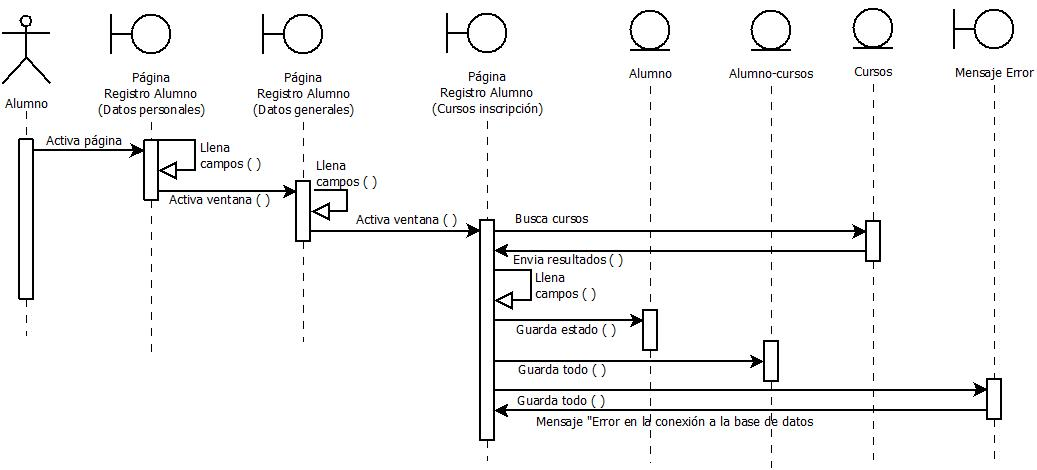 Alumno
Página
Registro Alumno
(Datos personales)
Página
Registro Alumno
(Datos generales)
Página
Registro Alumno
(Cursos inscripción)
Alumno
Alumno-cursos
Cursos
Mensaje Error
Activa página
Llena
campos ( )
Activa ventana ( )
Llena
campos ( )
Activa ventana ( )
Busca cursos
Envia resultados ( )
Llena
campos ( )
Guarda estado ( )
Guarda todo ( )
Guarda todo ( )
Mensaje "Error en la conexión a la base de datos